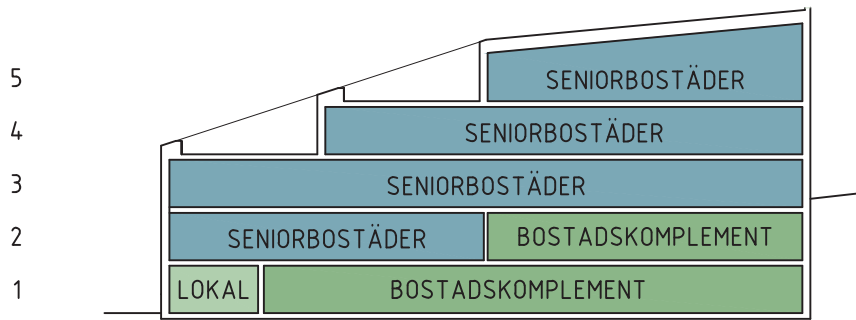 5 SENIORBOSTÄDER
4 SENIORBOSTÄDER
3 SENIORBOSTÄDER
2 SENIORBOSTÄDER BOSTADSKOMPLEMENT
1 LOKAL BOSTADSKOMPLEMENT